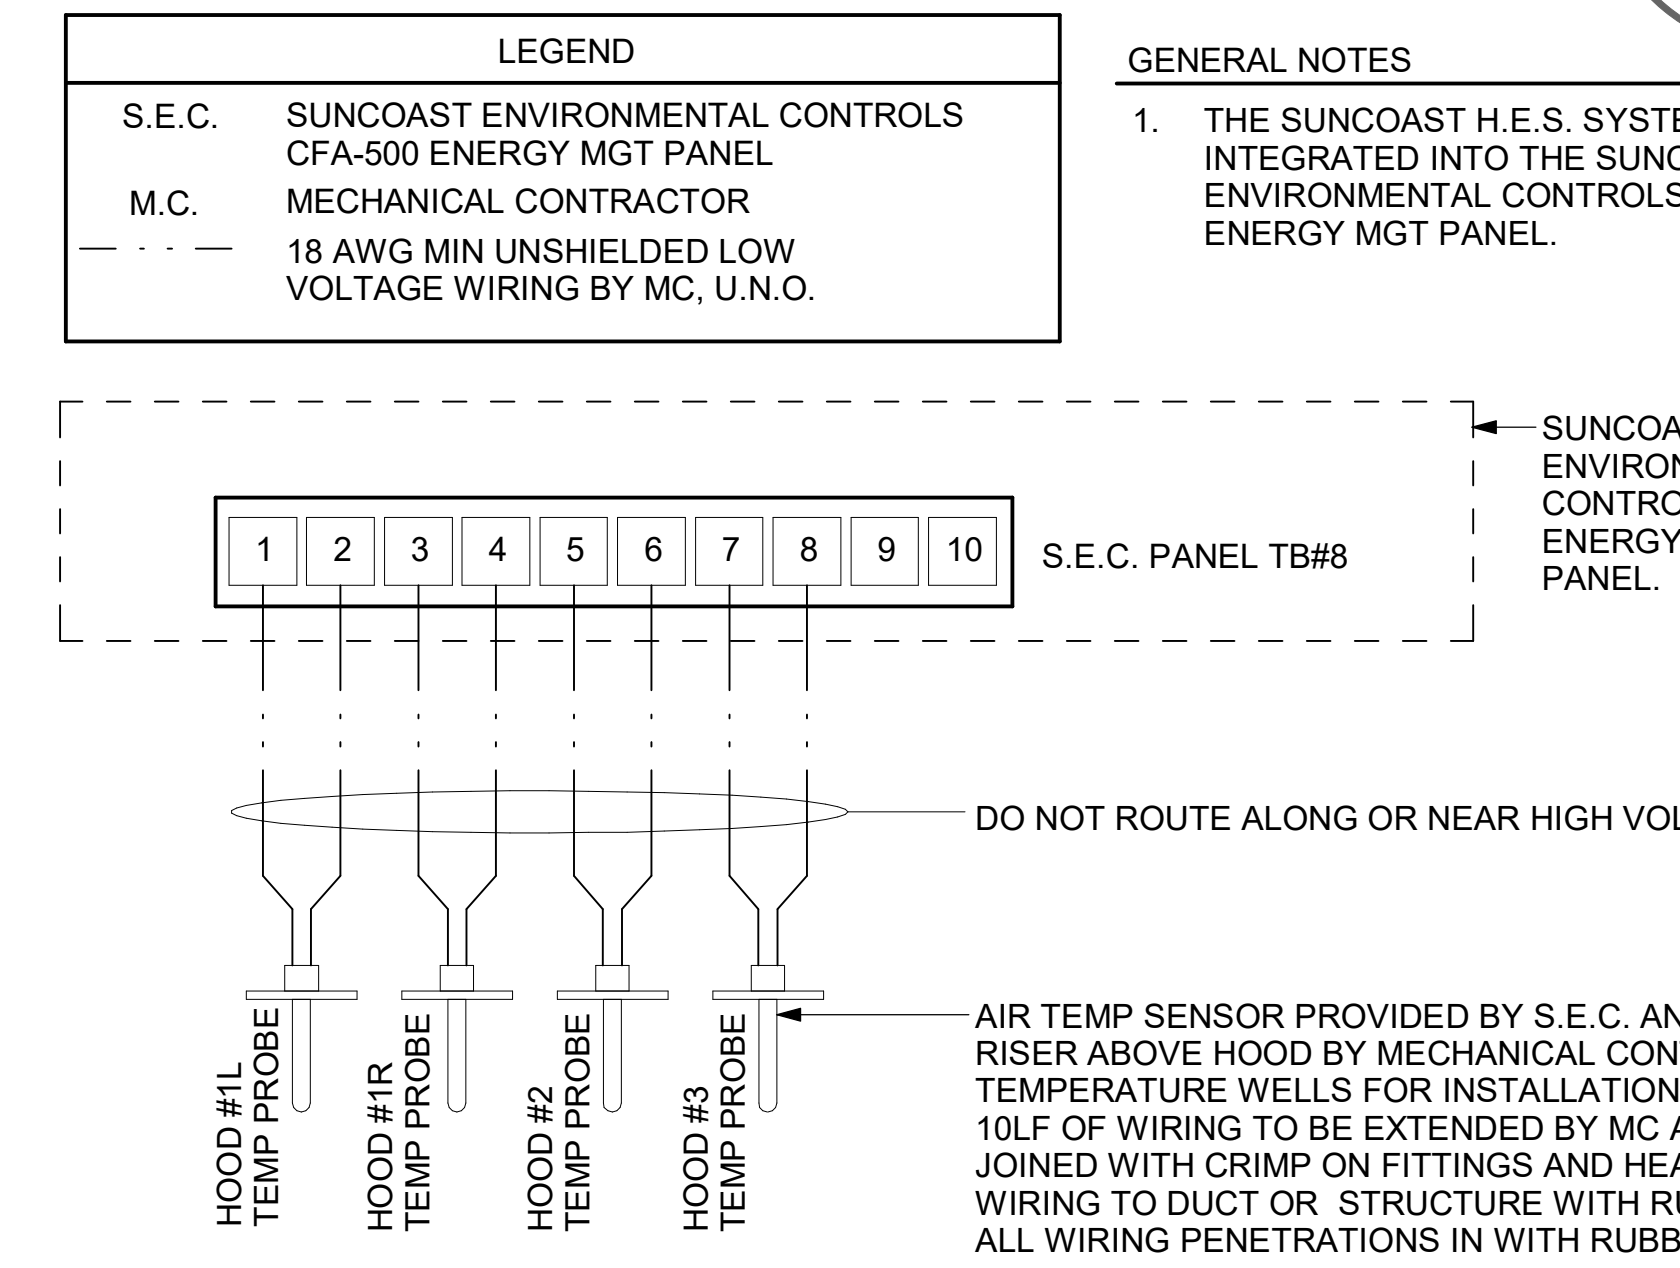 LEGEND
S.E.C. SUNCOAST ENVIRONMENTAL CONTROLS
CFA-500 ENERGY MGT PANEL
M.C. MECHANICAL CONTRACTOR
18 AWG MIN UNSHIELDED LOW
VOLTAGE WIRING BY MC, U.N.O.
GENERAL NOTES
1. THE SUNCOAST H.E.S. SYSTE
INTEGRATED INTO THE SUNC
ENVIRONMENTAL CONTROLS
ENERGY MGT PANEL.
SUNCOA
ENVIRON
CONTRO
ENERGY
PANEL.
1 2 3 4 5 6 7 8 9 10
S.E.C. PANEL TB#8
DO NOT ROUTE ALONG OR NEAR HIGH VOL
AIR TEMP SENSOR PROVIDED BY S.E.C. AN
RISER ABOVE HOOD BY MECHANICAL CON
TEMPERATURE WELLS FOR INSTALLATION
10LF OF WIRING TO BE EXTENDED BY MC A
JOINED WITH CRIMP ON FITTINGS AND HEA
WIRING TO DUCT OR STRUCTURE WITH RU
ALL WIRING PENETRATIONS IN WITH RUBB
HOOD #1L
TEMP PROBE
HOOD #1R
TEMP PROBE
HOOD #2
TEMP PROBE
HOOD #3
TEMP PROBE